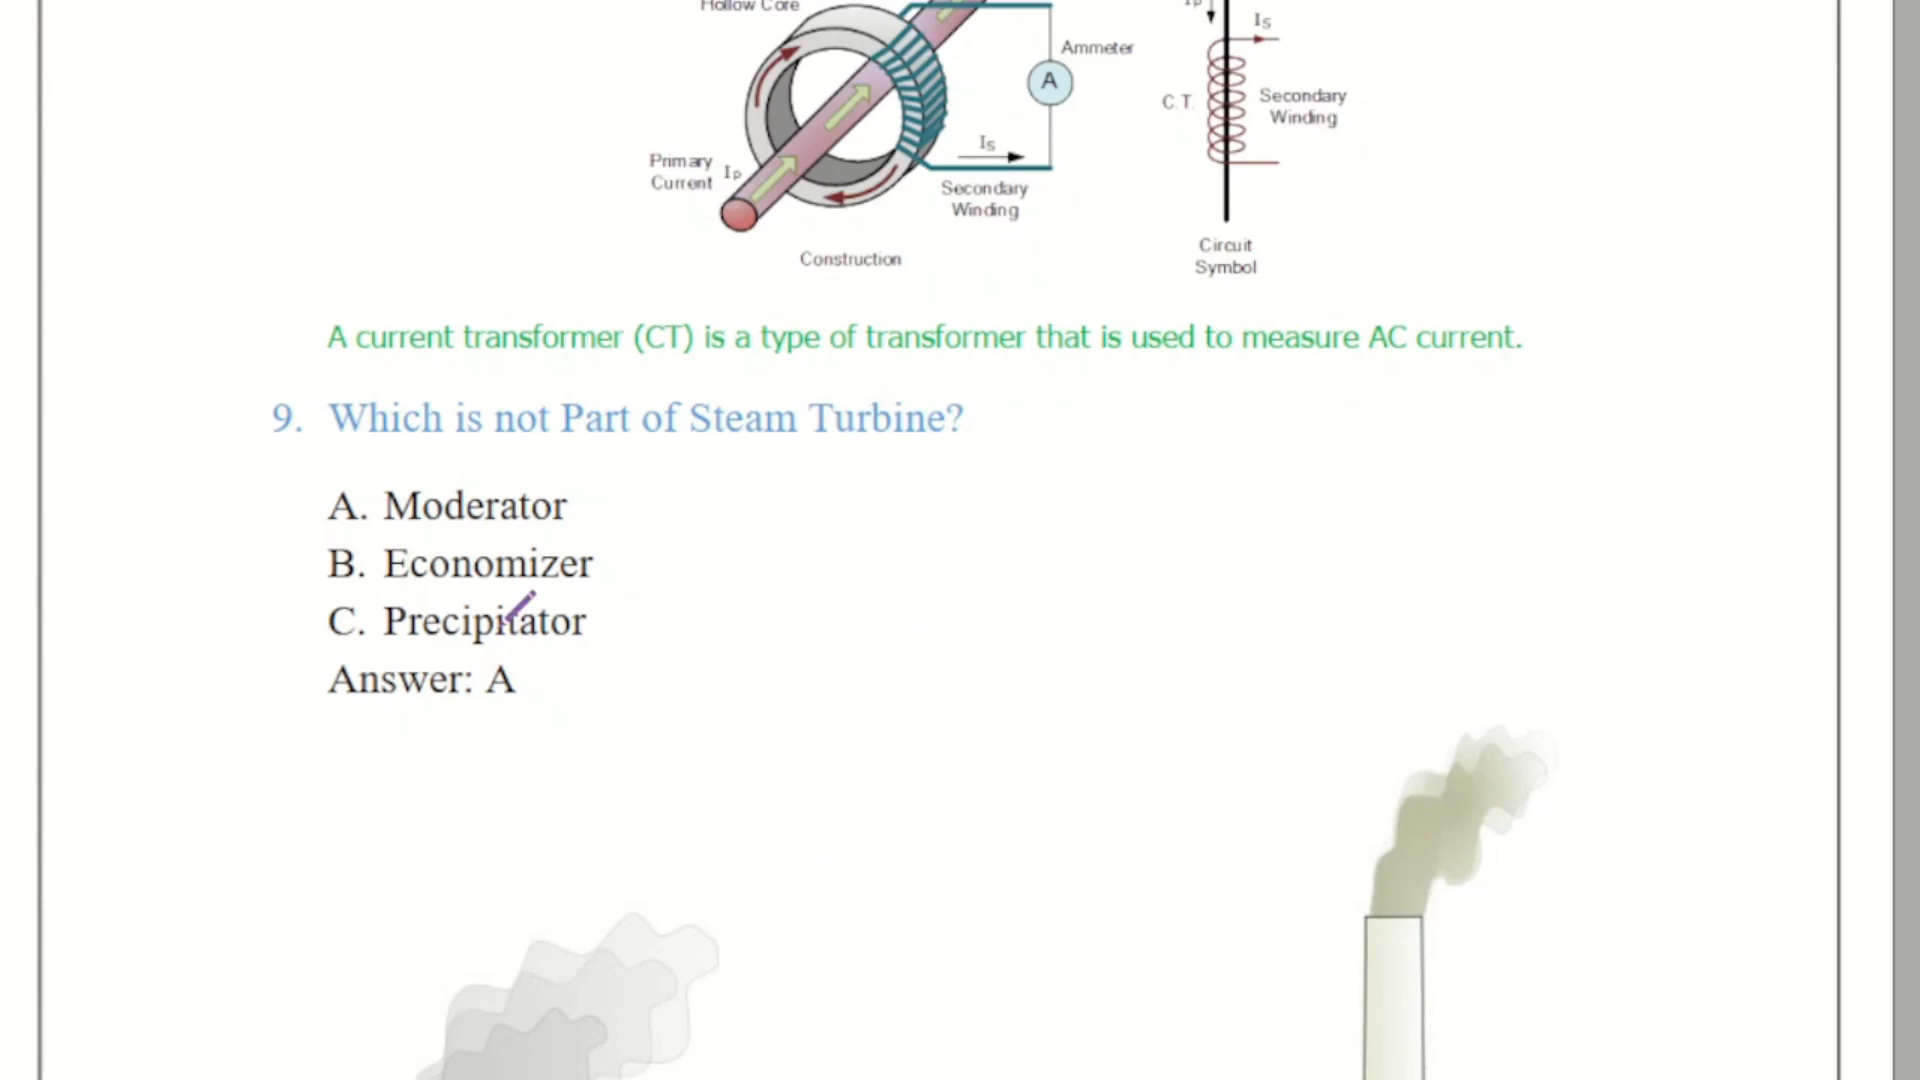 Hollow Core
Ip
Is
Ammeter
A
C.T.
Secondary
Winding
Primary
Current
Ip
Is
Secondary
Winding
Construction
Circuit
Symbol
A current transformer (CT) is a type of transformer that is used to measure AC current.
9. Which is not Part of Steam Turbine?
A. Moderator
B. Economizer
C. Precipitator
Answer: A